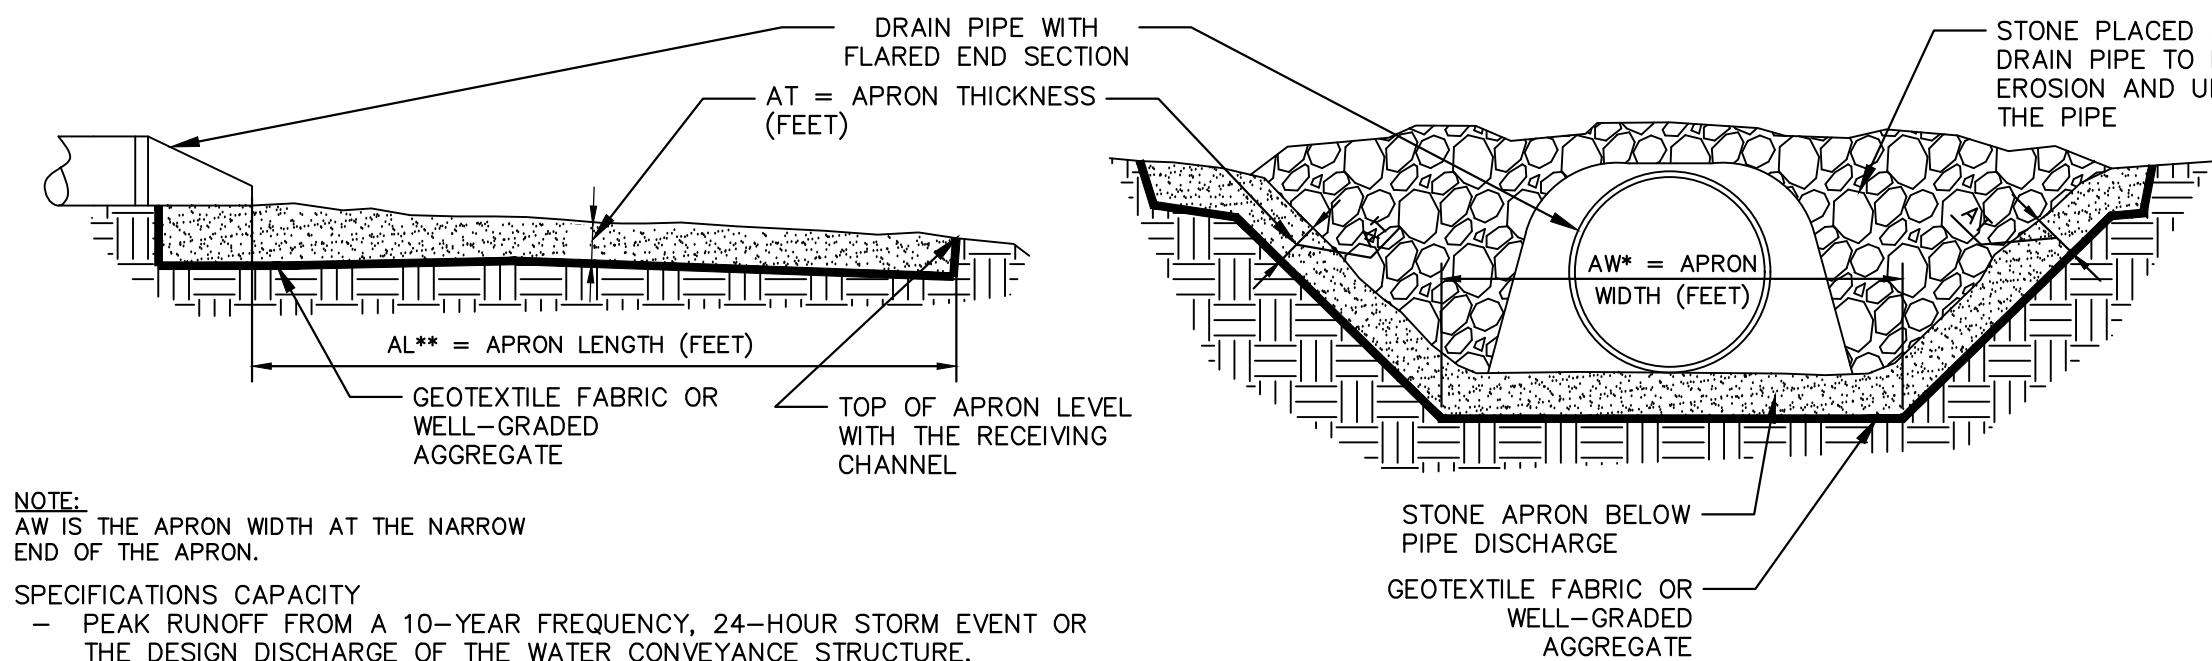 DRAIN PIPE WITH
FLARED END SECTION
AT = APRON THICKNESS
(FEET)
STONE PLACED
DRAIN PIPE TO
EROSION AND
THE PIPE
AW* = APRON
WIDTH (FEET)
AL** = APRON LENGTH (FEET)
GEOTEXTILE FABRIC OR
WELL-GRADED
AGGREGATE
TOP OF APRON LEVEL
WITH THE RECEIVING
CHANNEL
STONE APRON BELOW
PIPE DISCHARGE
GEOTEXTILE FABRIC OR
WELL-GRADED
AGGREGATE
NOTE:
AW IS THE APRON WIDTH AT THE NARROW
END OF THE APRON.
SPECIFICATIONS CAPACITY
- PEAK RUNOFF FROM A 10-YEAR FREQUENCY, 24-HOUR STORM EVENT OR
THE DESIGN DISCHARGE OF THE WATER CONVEYANCE STRUCTURE,